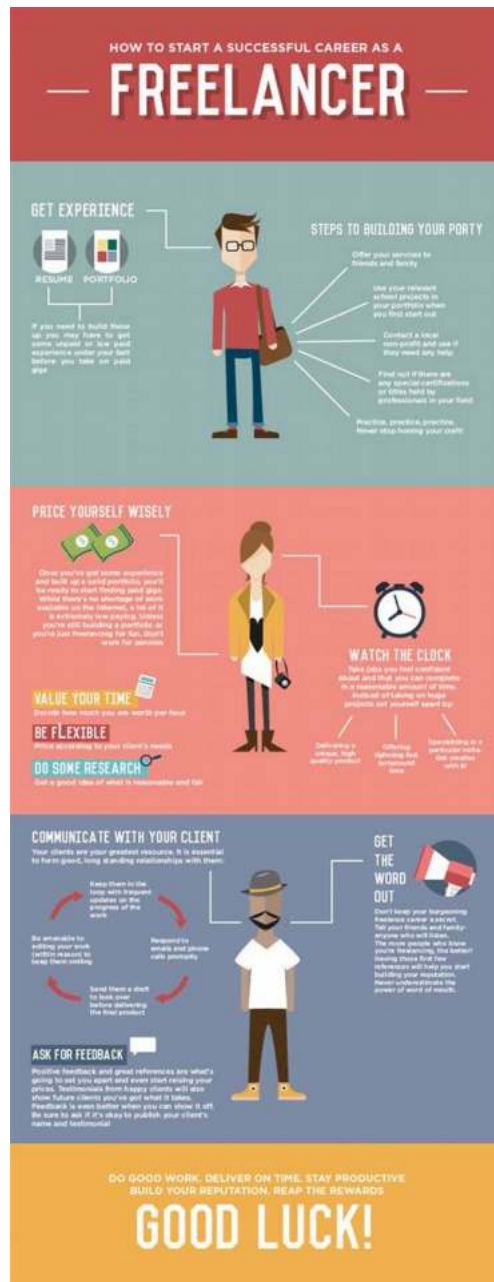 HOW TO START A SUCCESSFUL CAREER AS A
FREELANCER
GET EXPERIENCE
RESUME PORTFOLIO
If you need to build these
up you may have to get
some unpaid or low paid
experience under your belt
before you take on paid
gigs
STEPS TO BUILDING YOUR PORTY
Offer your services to
friends and family
Use your relevant
school projects in
your portfolio when
you first start out
Contact a local
non-profit and see if
they need any help
Find out if there are
any special certifications
or titles held by
professionals in your field
Practice, practice, practice.
Never stop honing your craft!
PRICE YOURSELF WISELY
Once you've got some experience
and built up a solid portfolio, you'll
be ready to start finding paid gigs.
While there's no shortage of work
available on the internet, a lot of it
is extremely low paying. Unless
you're still building a portfolio or
you're just freelancing for fun, don't
work for pennies
VALUE YOUR TIME
Decide how much you are worth per hour
BE FLEXIBLE
Price according to your client's needs
DO SOME RESEARCH
Get a good idea of what is reasonable and fair
WATCH THE CLOCK
Take jobs you feel confident
about and that you can complete
in a reasonable amount of time.
Instead of taking on huge
projects set yourself apart by:
Delivering a
unique, high
quality product
Offering
lightning fast
turnaround
time
Specializing in a
particular niche.
Get creative
with it!
COMMUNICATE WITH YOUR CLIENT
Your clients are your greatest resource. It is essential
to form good, long standing relationships with them:
Keep them in the
loop with frequent
updates on the
progress of the
work
Respond to
emails and phone
calls promptly
Send them a draft
to look over
before delivering
the final product
Be amenable to
editing your work
(within reason) to
keep them smiling
GET
THE
WORD
OUT
Don't keep your burgeoning
freelance career a secret.
Tell your friends and family-
anyone who will listen.
The more people who know
you're freelancing, the better!
Having those first few
references will help you start
building your reputation.
Never underestimate the
power of word of mouth.
ASK FOR FEEDBACK
Positive feedback and great references are what's
going to set you apart and even start raising your
prices. Testimonials from happy clients will also
show future clients you've got what it takes.
Feedback is even better when you can show it off.
Be sure to ask if it's okay to publish your client's
name and testimonial
DO GOOD WORK. DELIVER ON TIME. STAY PRODUCTIVE
BUILD YOUR REPUTATION. REAP THE REWARDS
GOOD LUCK!